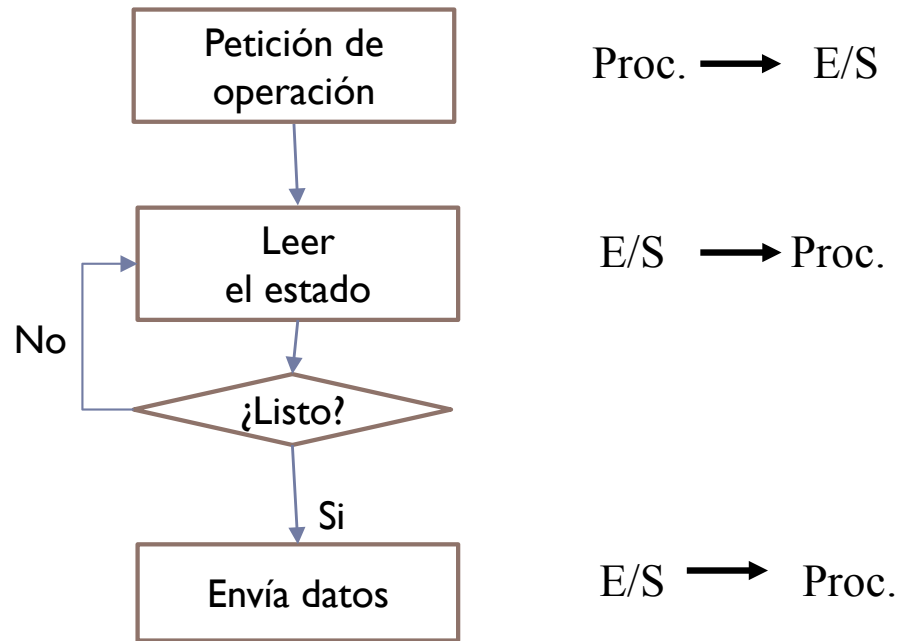 Petición de
operación
Proc. E/S
Leer
el estado
E/S Proc.
No
¿Listo?
Si
Envía datos
E/S Proc.